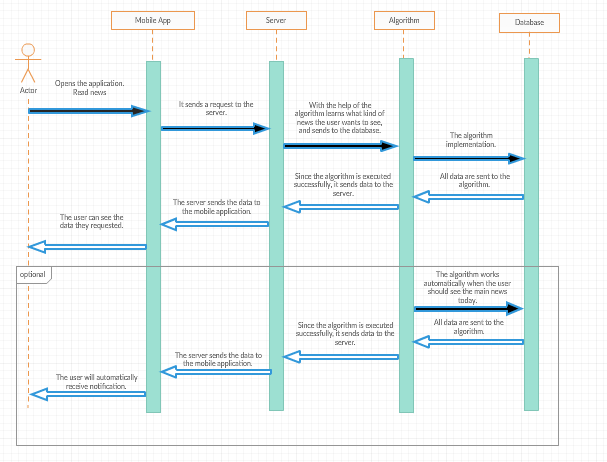 Mobile App
Server
Algorithm
Database
Actor
Opens the application.
Read news
It sends a request to the
server.
With the help of the
algorithm learns what kind of
news the user wants to see,
and sends to the database.
The algorithm
implementation.
All data are sent to the
algorithm.
Since the algorithm is executed
successfully, it sends data to the
server.
The server sends the data to
the mobile application.
The user can see the
data they requested.
optional
The algorithm works
automatically when the user
should see the main news
today.
All data are sent to the
algorithm.
Since the algorithm is executed
successfully, it sends data to the
server.
The server sends the data to
the mobile application.
The user will automatically
receive notification.